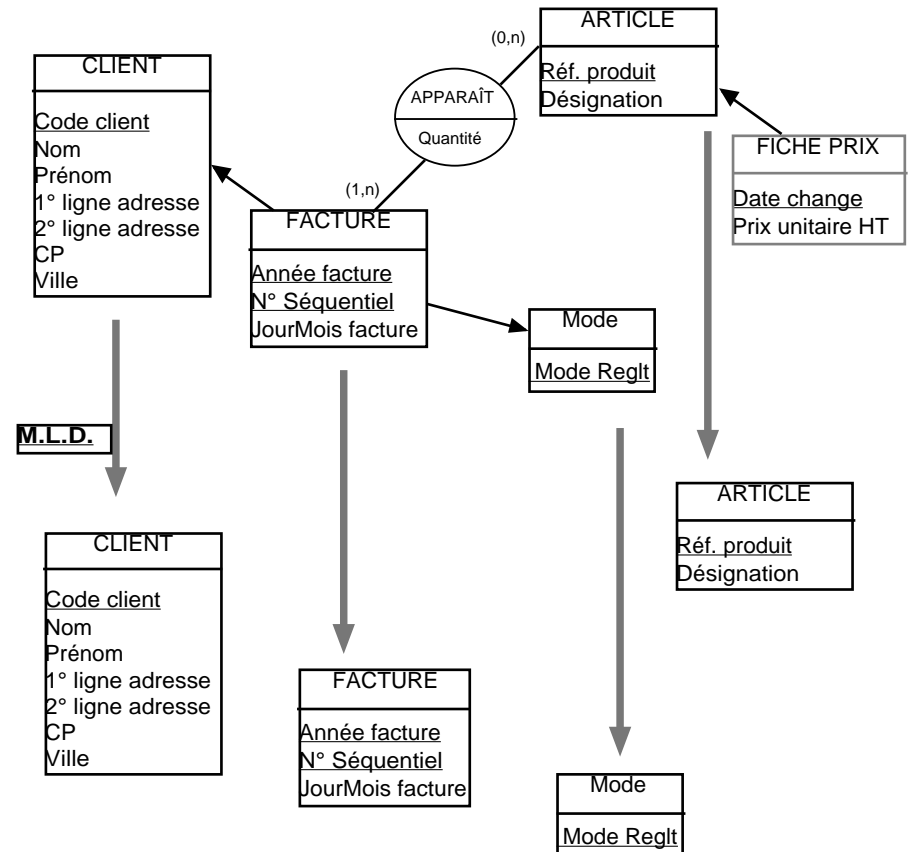 ARTICLE
(0,n)
Réf. produit
Désignation
CLIENT
Code client
Nom
Prénom
1° ligne adresse
2° ligne adresse
CP
Ville
APPARAÎT
Quantité
(1,n)
FICHE PRIX
Date change
Prix unitaire HT
FACTURE
Année facture
N° Séquentiel
JourMois facture
Mode
Mode Reglt
M.L.D.
CLIENT
Code client
Nom
Prénom
1° ligne adresse
2° ligne adresse
CP
Ville
ARTICLE
Réf. produit
Désignation
FACTURE
Année facture
N° Séquentiel
JourMois facture
Mode
Mode Reglt